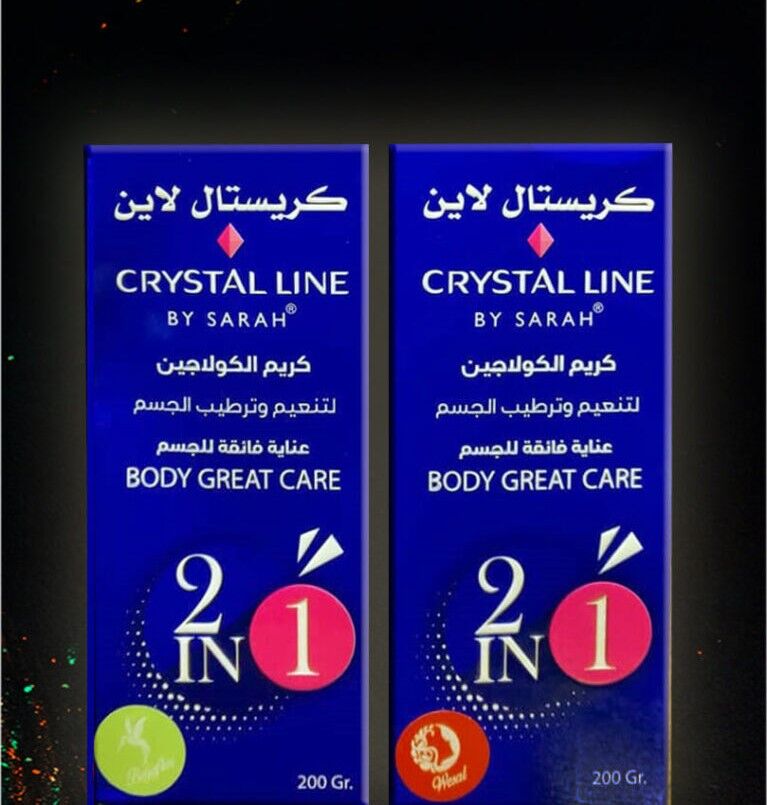 كريستال لاين
CRYSTAL LINE
BY SARAH®
كريم الكولاجين
لتنعيم وترطيب الجسم
عناية فائقة للجسم
BODY GREAT CARE
2
IN 1
200 Gr.
كريستال لاين
CRYSTAL LINE
BY SARAH®
كريم الكولاجين
لتنعيم وترطيب الجسم
عناية فائقة للجسم
BODY GREAT CARE
2
IN 1
Wesal
200 Gr.